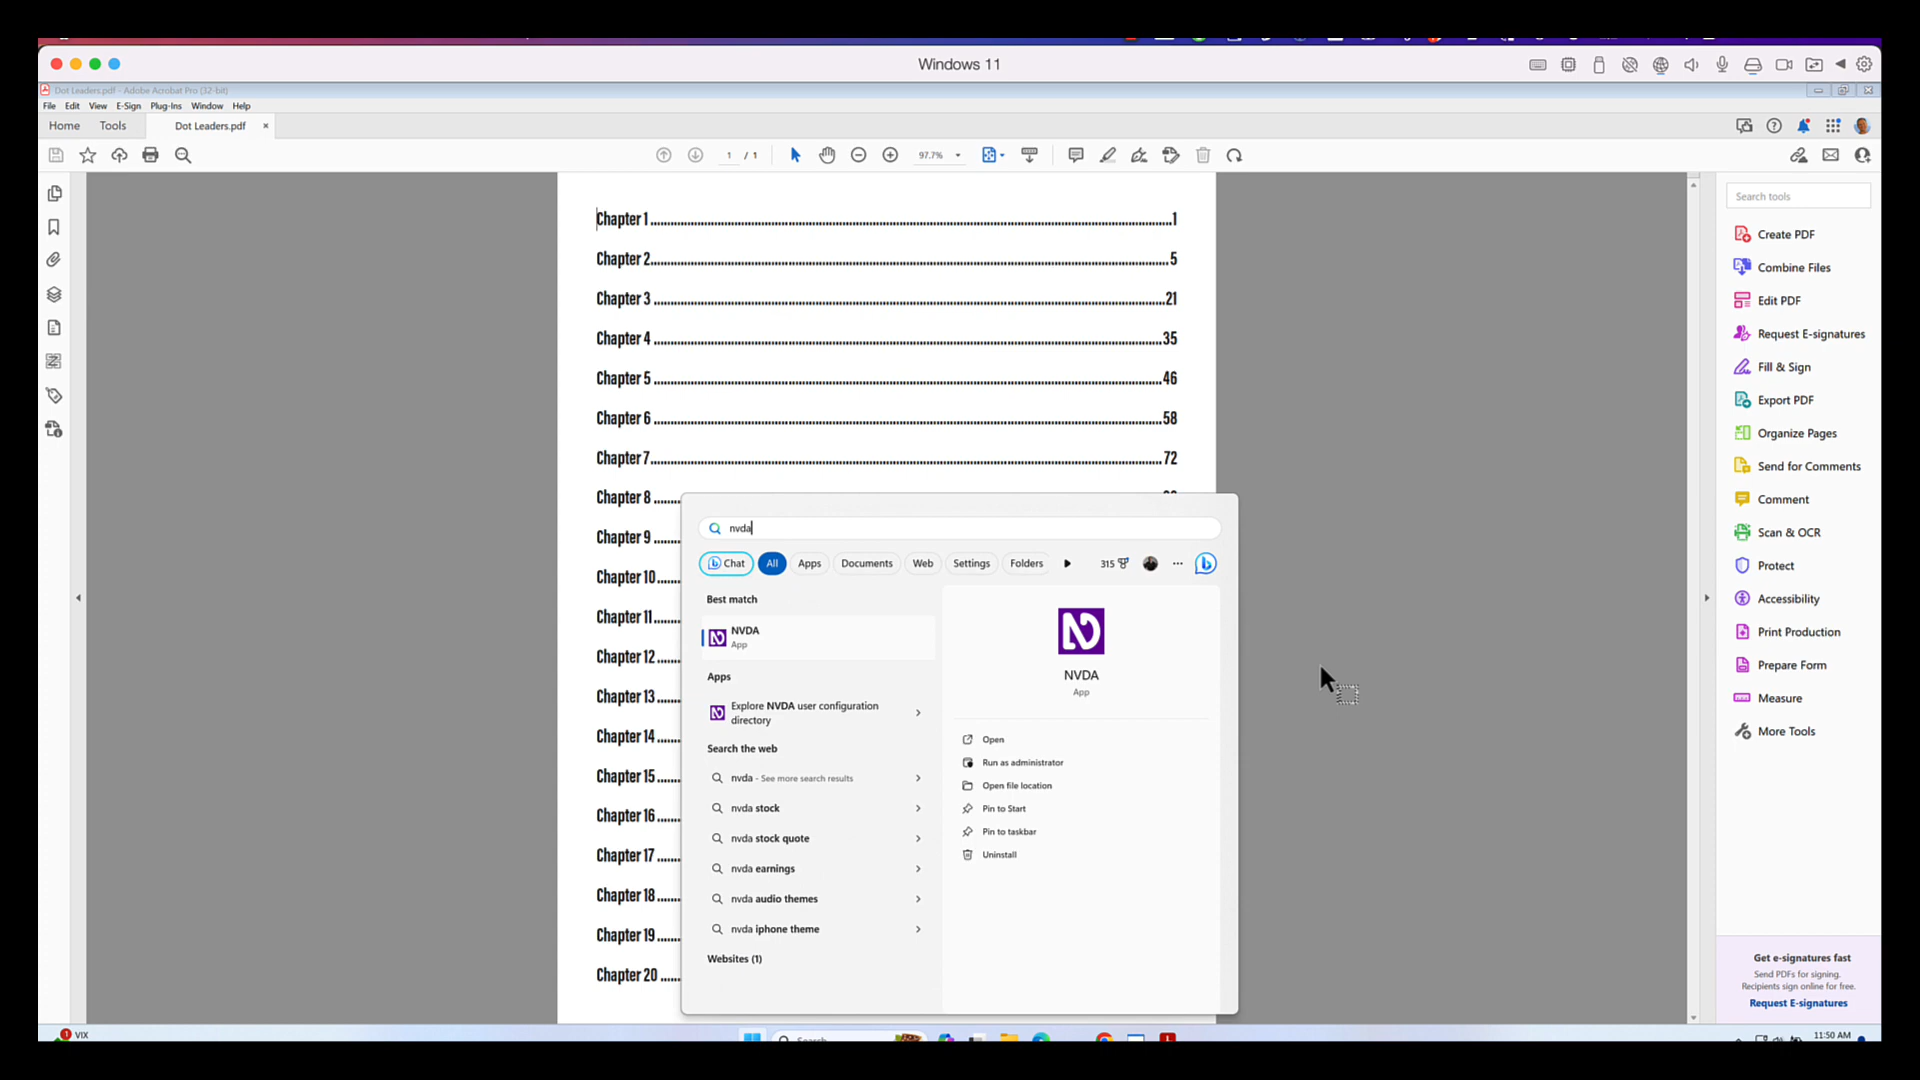 Windows 11
Dot Leaders.pdf - Adobe Acrobat Pro (32-bit)
File Edit View E-Sign Plug-Ins Window Help
Home Tools Dot Leaders.pdf ×
1 / 1 97.7%
Chapter 1 ........................................................................ 1
Chapter 2 ........................................................................ 5
Chapter 3 ........................................................................ 21
Chapter 4 ........................................................................ 35
Chapter 5 ........................................................................ 46
Chapter 6 ........................................................................ 58
Chapter 7 ........................................................................ 72
Chapter 8 .......
Chapter 9 .......
Chapter 10 .......
Chapter 11 .......
Chapter 12 .......
Chapter 13 .......
Chapter 14 .......
Chapter 15 .......
Chapter 16 .......
Chapter 17 .......
Chapter 18 .......
Chapter 19 .......
Chapter 20 ......
nvda
Chat All Apps Documents Web Settings Folders 315
Best match
NVDA
App
Apps
Explore NVDA user configuration
directory
Search the web
nvda - See more search results
nvda stock
nvda stock quote
nvda earnings
nvda audio themes
nvda iphone theme
Websites (1)
NVDA
App
Open
Run as administrator
Open file location
Pin to Start
Pin to taskbar
Uninstall
Search tools
Create PDF
Combine Files
Edit PDF
Request E-signatures
Fill & Sign
Export PDF
Organize Pages
Send for Comments
Comment
Scan & OCR
Protect
Accessibility
Print Production
Prepare Form
Measure
More Tools
Get e-signatures fast
Send PDFs for signing.
Recipients sign online for free.
Request E-signatures
1 VIX
Search
11:50 AM